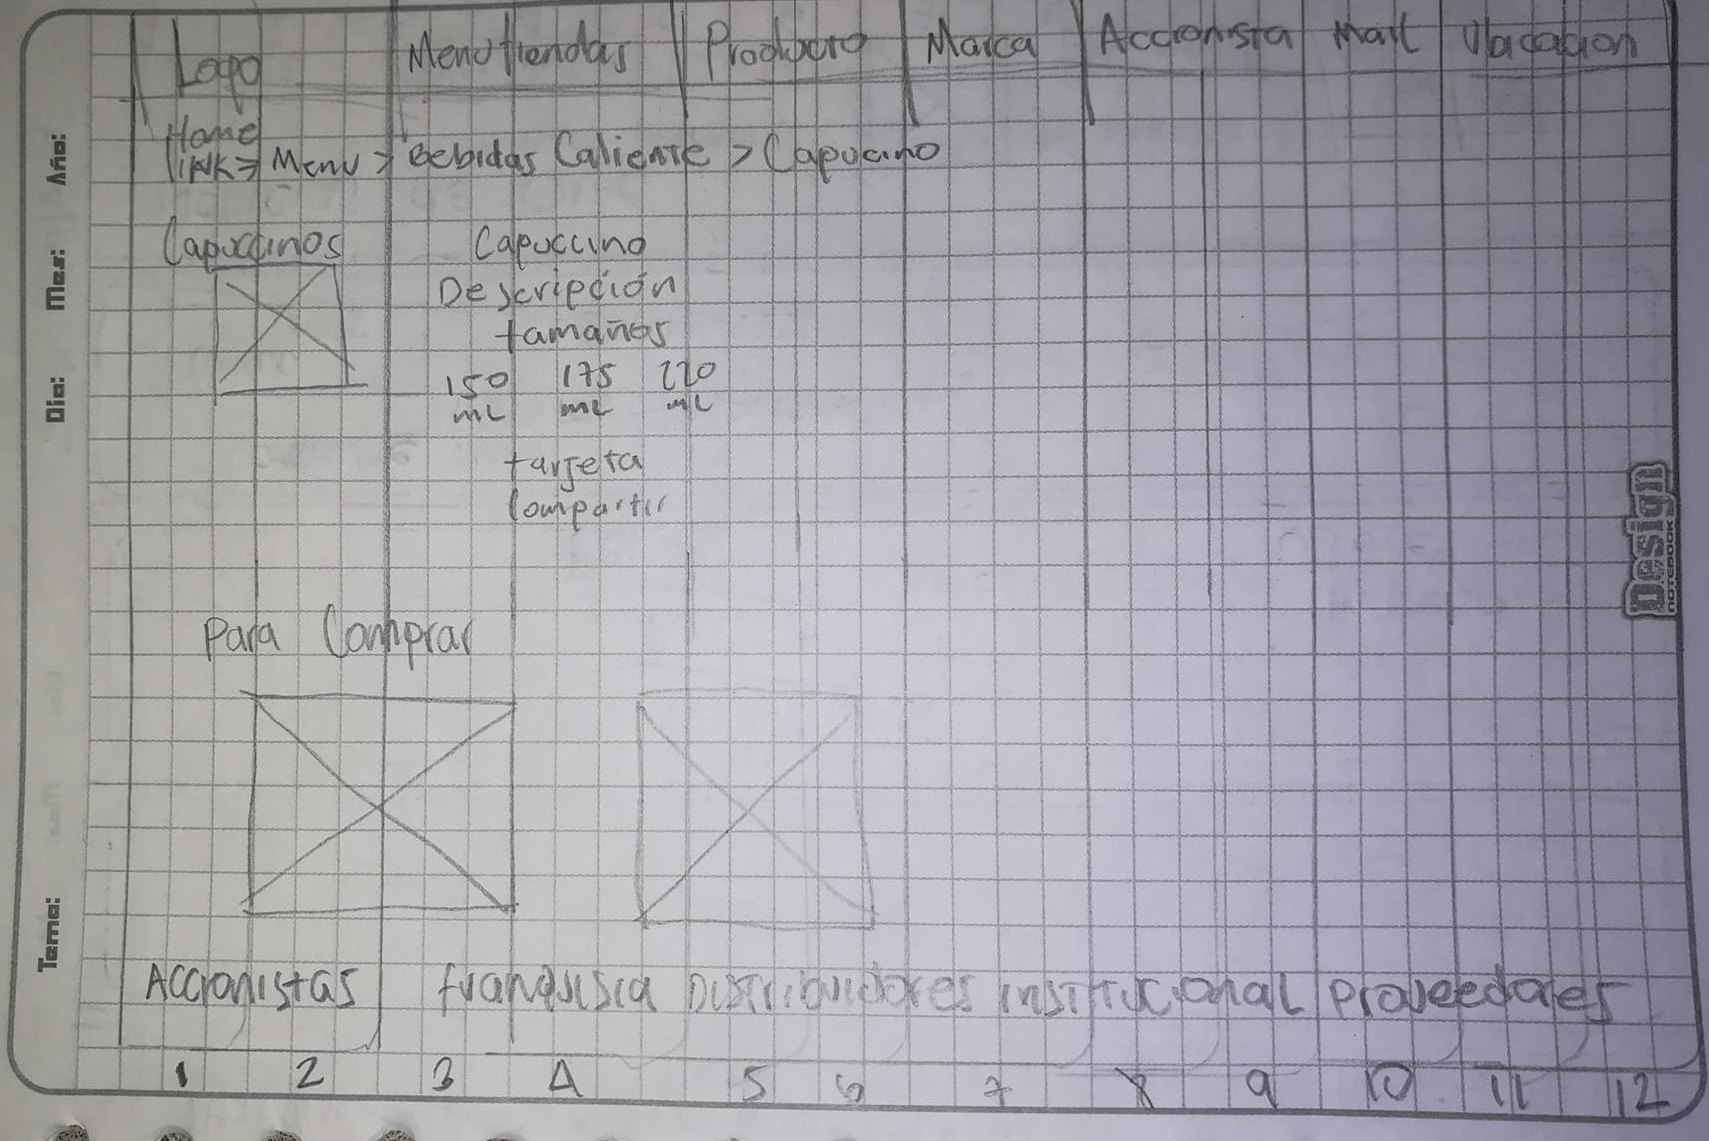 Logo Menu tiendas Producto Marca Accionista Mail Ubacacion
Home
link > Menu > Bebidas Caliente > Capucino
Capuccinos Capuccino
Descripción
tamaños
150 175 220
mL mL mL
tarjeta
Compartir
Para Comprar
Accionistas franquisia Distribuidores institucional proveedores
1 2 3 4 5 6 7 8 9 10 11 12
Año:
Mes:
Dia:
Tema:
Design
NOTEBOOK